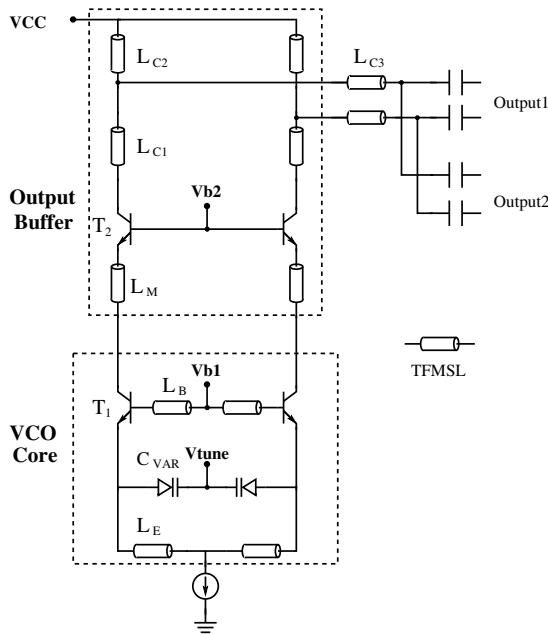 VCC
L C2
L C3
Output1
L C1
Output Buffer
Vb2
Output2
T2
L M
TFMSL
Vb1
L B
T1
VCO Core
C VAR
Vtune
L E